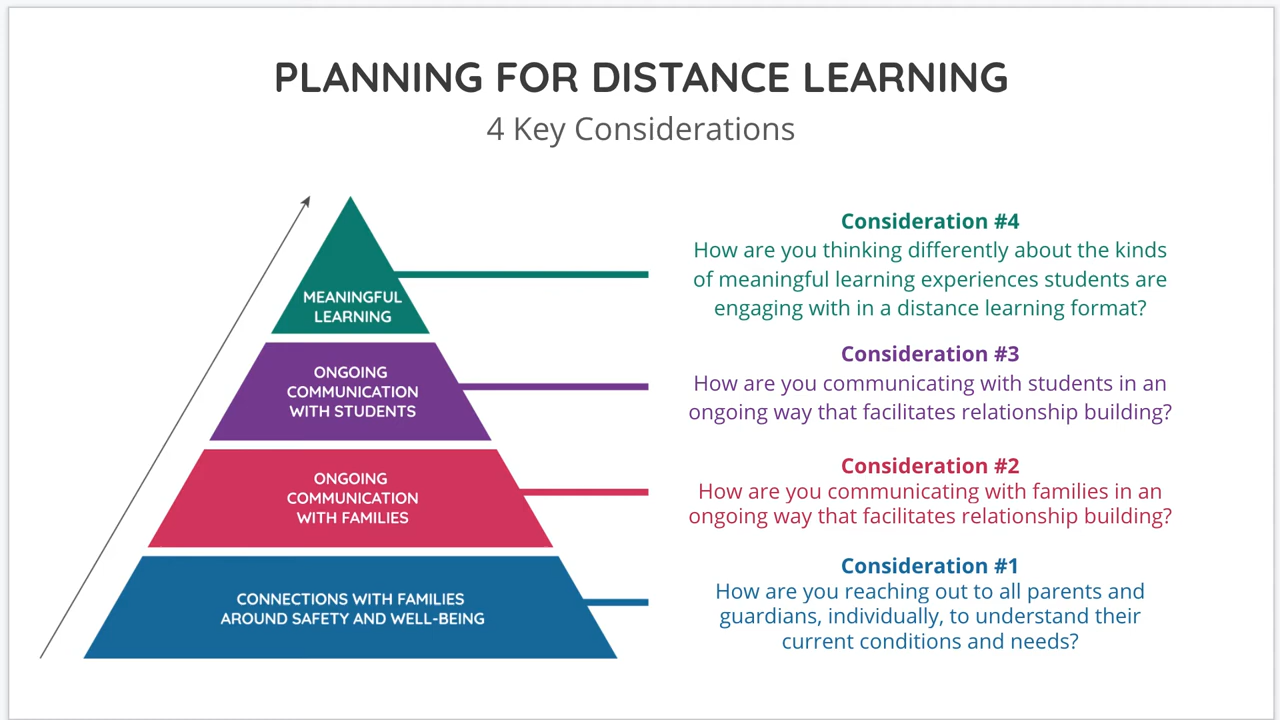 PLANNING FOR DISTANCE LEARNING
4 Key Considerations
MEANINGFUL
LEARNING
Consideration #4
How are you thinking differently about the kinds
of meaningful learning experiences students are
engaging with in a distance learning format?
ONGOING
COMMUNICATION
WITH STUDENTS
Consideration #3
How are you communicating with students in an
ongoing way that facilitates relationship building?
ONGOING
COMMUNICATION
WITH FAMILIES
Consideration #2
How are you communicating with families in an
ongoing way that facilitates relationship building?
CONNECTIONS WITH FAMILIES
AROUND SAFETY AND WELL-BEING
Consideration #1
How are you reaching out to all parents and
guardians, individually, to understand their
current conditions and needs?